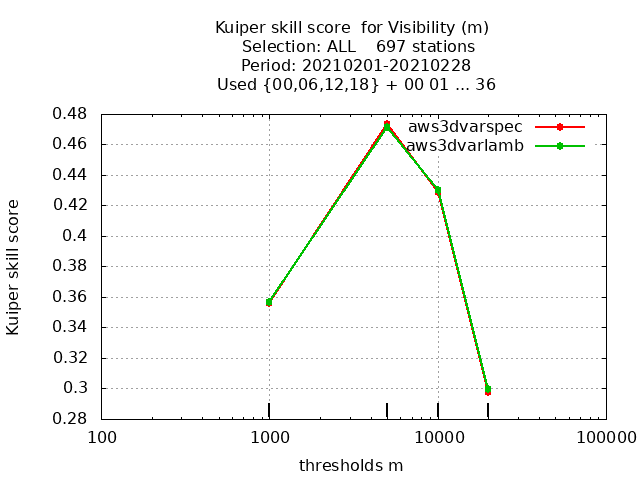 Kuiper skill score  for Visibility (m)
Selection: ALL    697 stations
Period: 20210201-20210228
Used {00,06,12,18} + 00 01 ... 36
aws3dvarspec
aws3dvarlamb
Kuiper skill score
0.48
0.46
0.44
0.42
0.4
0.38
0.36
0.34
0.32
0.3
0.28
100
1000
10000
100000
thresholds m